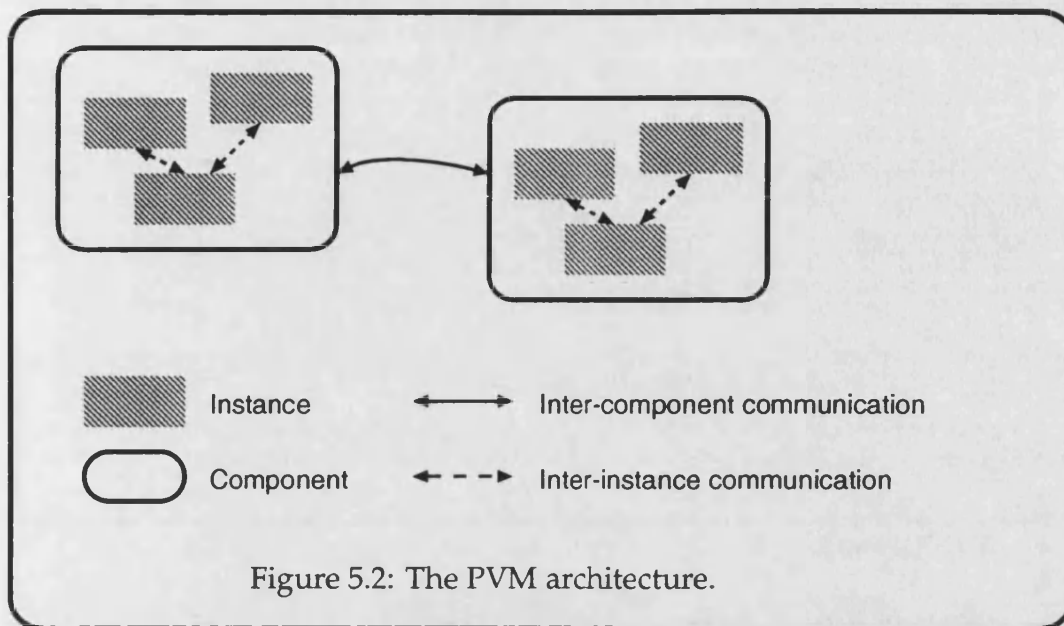 Instance
Inter-component communication
Component
Inter-instance communication
Figure 5.2: The PVM architecture.